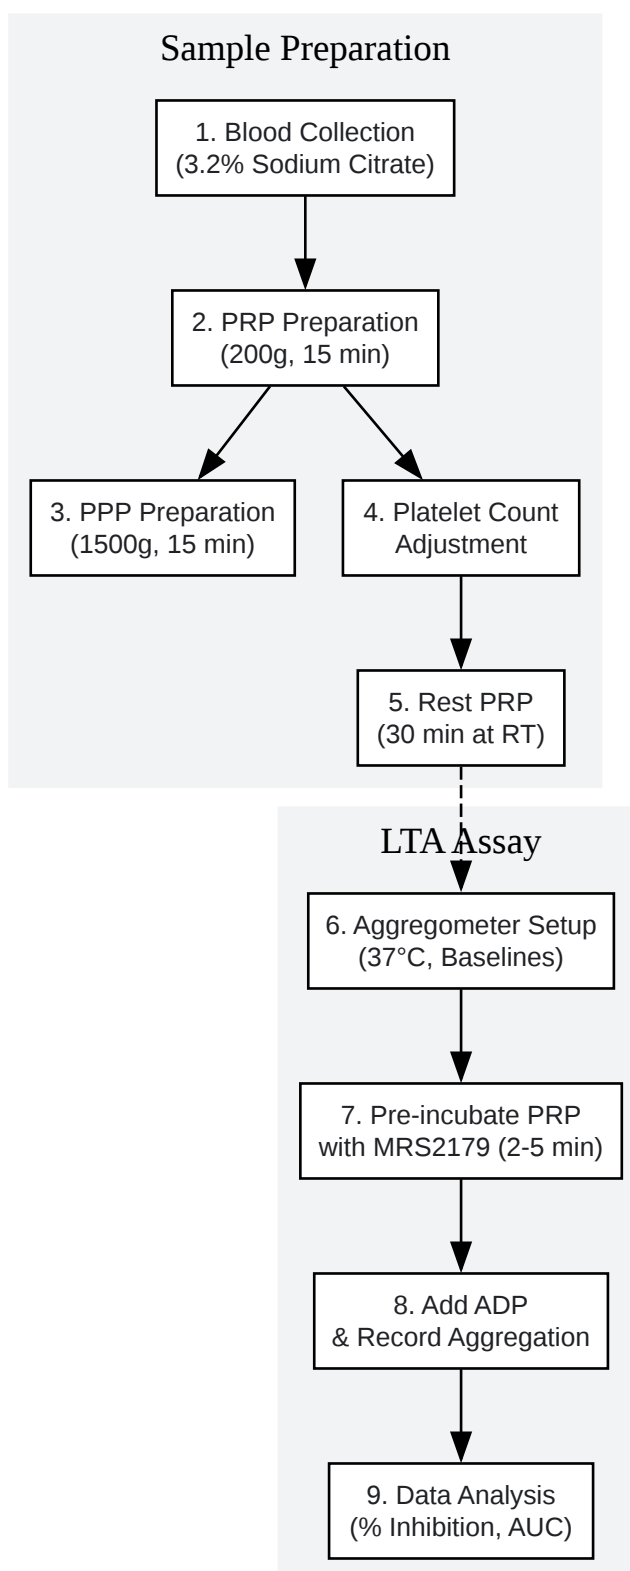 Sample Preparation
1. Blood Collection
(3.2% Sodium Citrate)
2. PRP Preparation
(200g, 15 min)
3. PPP Preparation
(1500g, 15 min)
4. Platelet Count
Adjustment
5. Rest PRP
(30 min at RT)
LTA Assay
6. Aggregometer Setup
(37°C, Baselines)
7. Pre-incubate PRP
with MRS2179 (2-5 min)
8. Add ADP
& Record Aggregation
9. Data Analysis
(% Inhibition, AUC)